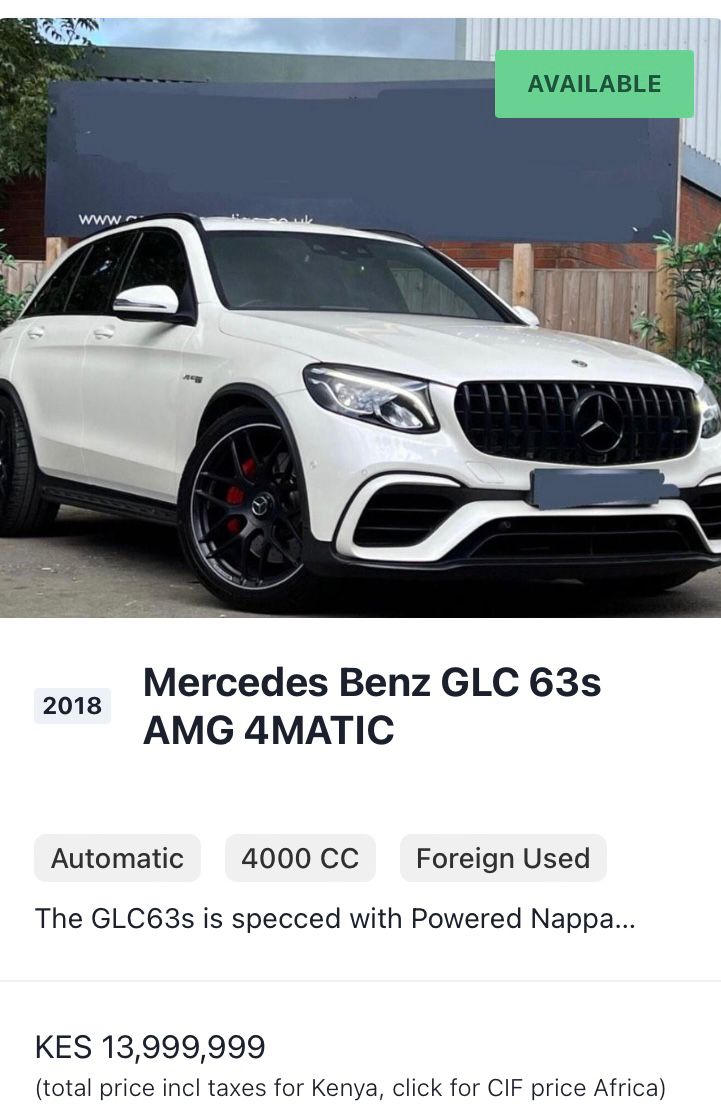 AVAILABLE
www
2018
Mercedes Benz GLC 63s
AMG 4MATIC
Automatic
4000 CC
Foreign Used
The GLC63s is specced with Powered Nappa...
KES 13,999,999
(total price incl taxes for Kenya, click for CIF price Africa)